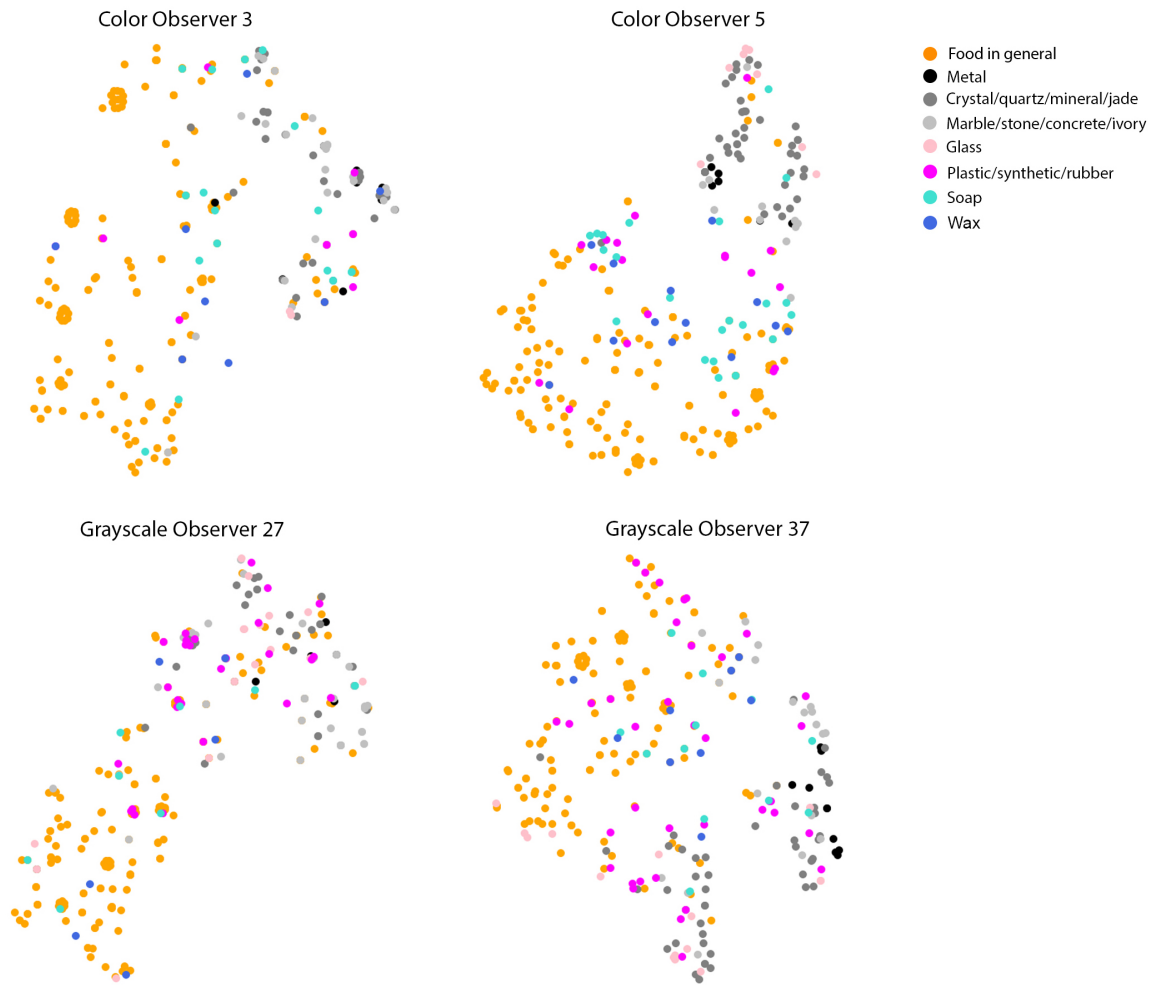 Color Observer 3
Color Observer 5
Food in general
Metal
Crystal/quartz/mineral/jade
Marble/stone/concrete/ivory
Glass
Plastic/synthetic/rubber
Soap
Wax
Grayscale Observer 27
Grayscale Observer 37